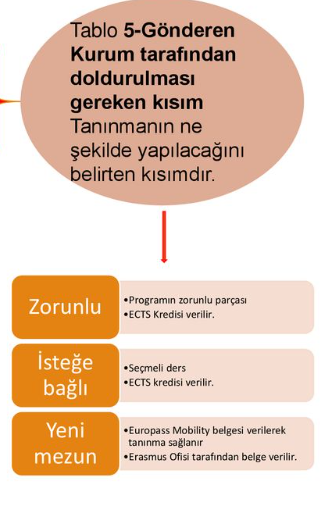 Tablo 5-Gönderen
Kurum tarafından
doldurulması
gereken kısım
Tanınmanın ne
şekilde yapılacağını
belirten kısımdır.
Zorunlu
•Programın zorunlu parçası
•ECTS Kredisi verilir.
İsteğe
bağlı
•Seçmeli ders
•ECTS kredisi verilir.
Yeni
mezun
•Europass Mobility belgesi verilerek
tanınma sağlanır
•Erasmus Ofisi tarafından belge verilir.